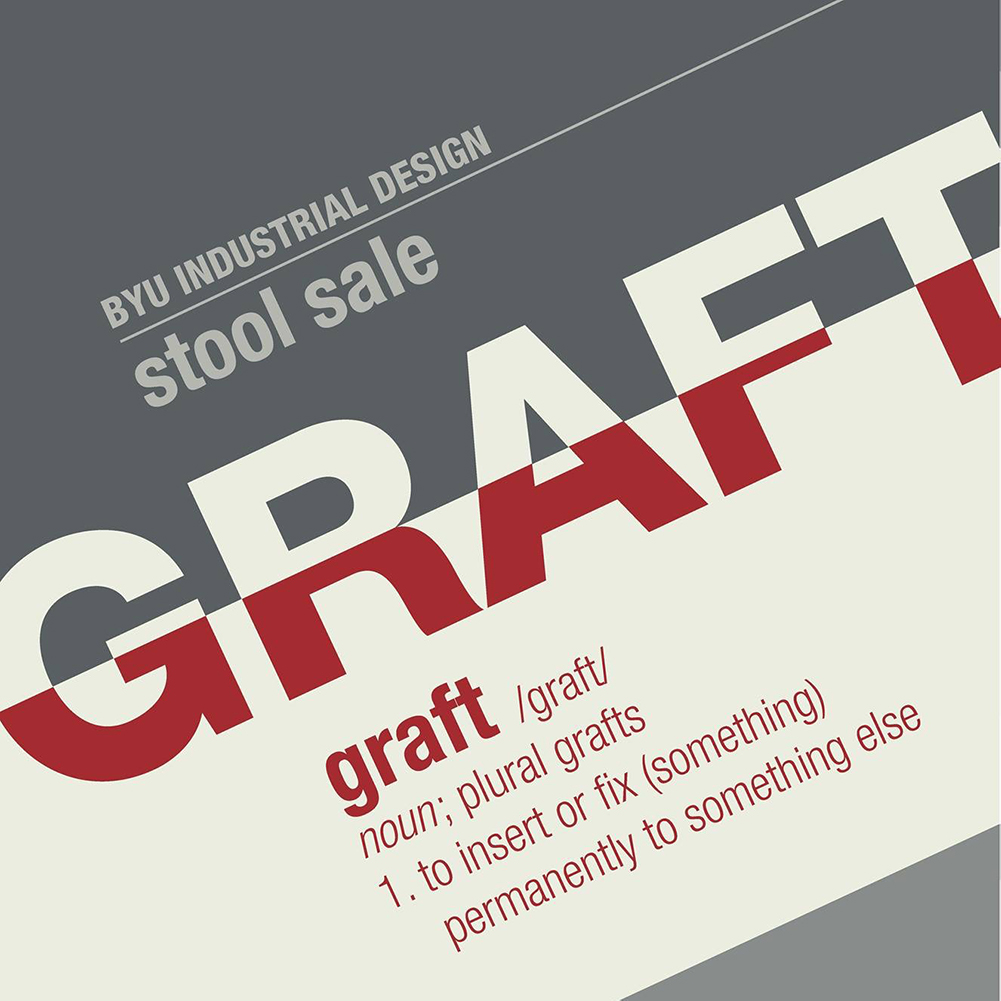 BYU INDUSTRIAL DESIGN
stool sale
GRAFT
graft /graft/
noun; plural grafts
1. to insert or fix (something)
permanently to something else